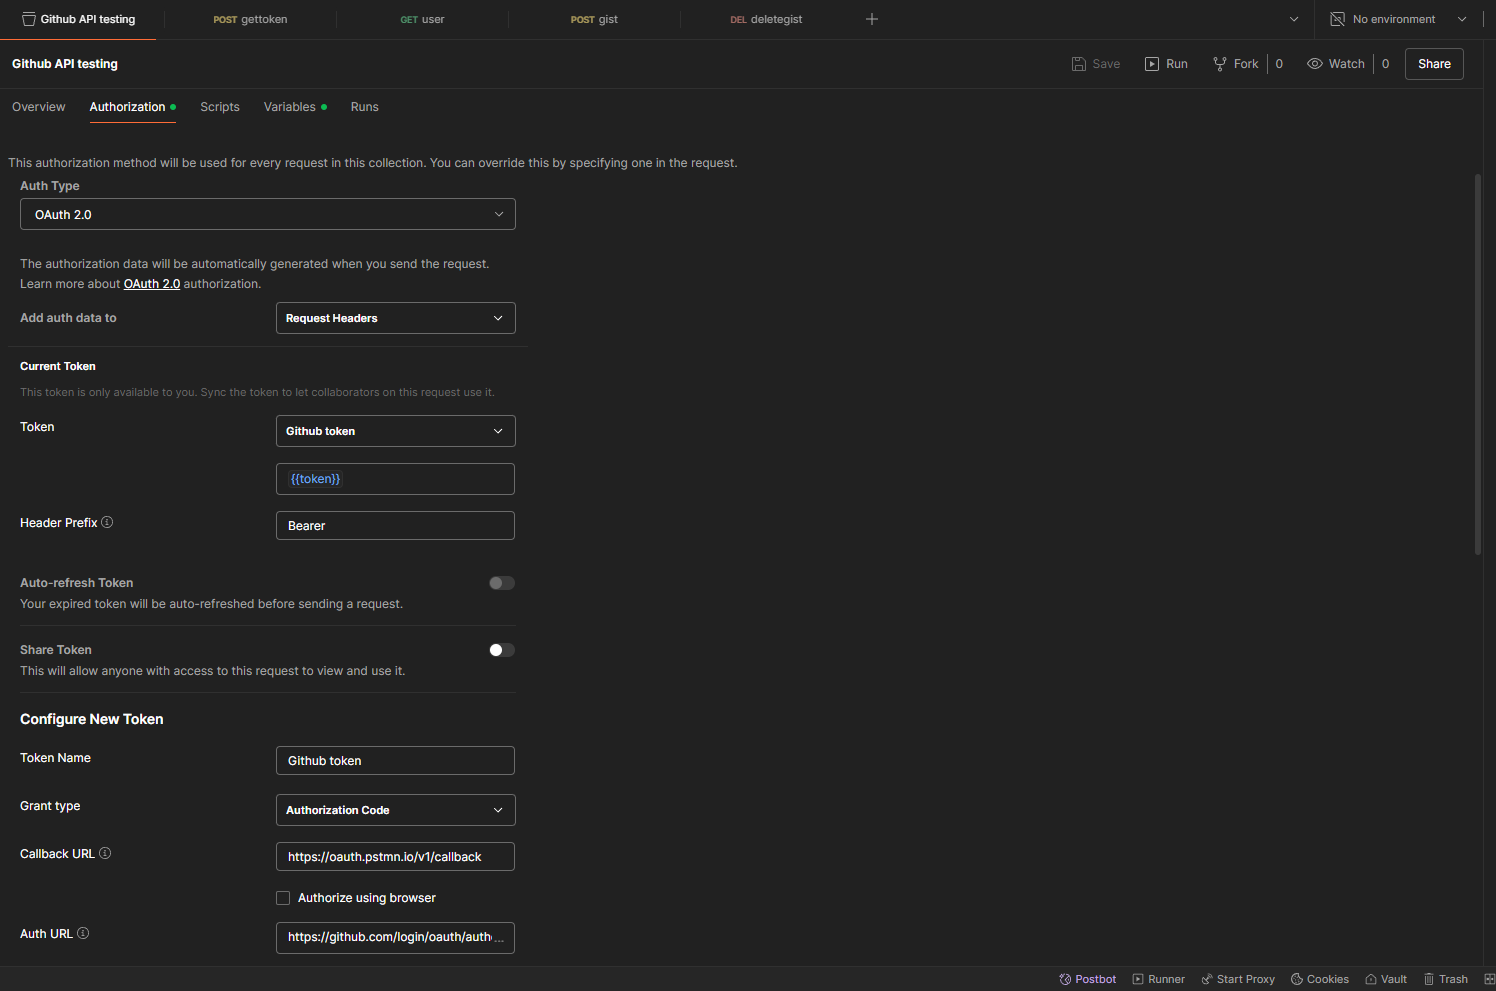 Github API testing
POST gettoken
GET user
POST gist
DEL deletegist
No environment
Github API testing
Save
Run
Fork 0
Watch 0
Share
Overview
Authorization
Scripts
Variables
Runs
This authorization method will be used for every request in this collection. You can override this by specifying one in the request.
Auth Type
OAuth 2.0
The authorization data will be automatically generated when you send the request.
Learn more about OAuth 2.0 authorization.
Add auth data to
Request Headers
Current Token
This token is only available to you. Sync the token to let collaborators on this request use it.
Token
Github token
{{token}}
Header Prefix
Bearer
Auto-refresh Token
Your expired token will be auto-refreshed before sending a request.
Share Token
This will allow anyone with access to this request to view and use it.
Configure New Token
Token Name
Github token
Grant type
Authorization Code
Callback URL
https://oauth.pstmn.io/v1/callback
Authorize using browser
Auth URL
https://github.com/login/oauth/auth...
Postbot
Runner
Start Proxy
Cookies
Vault
Trash